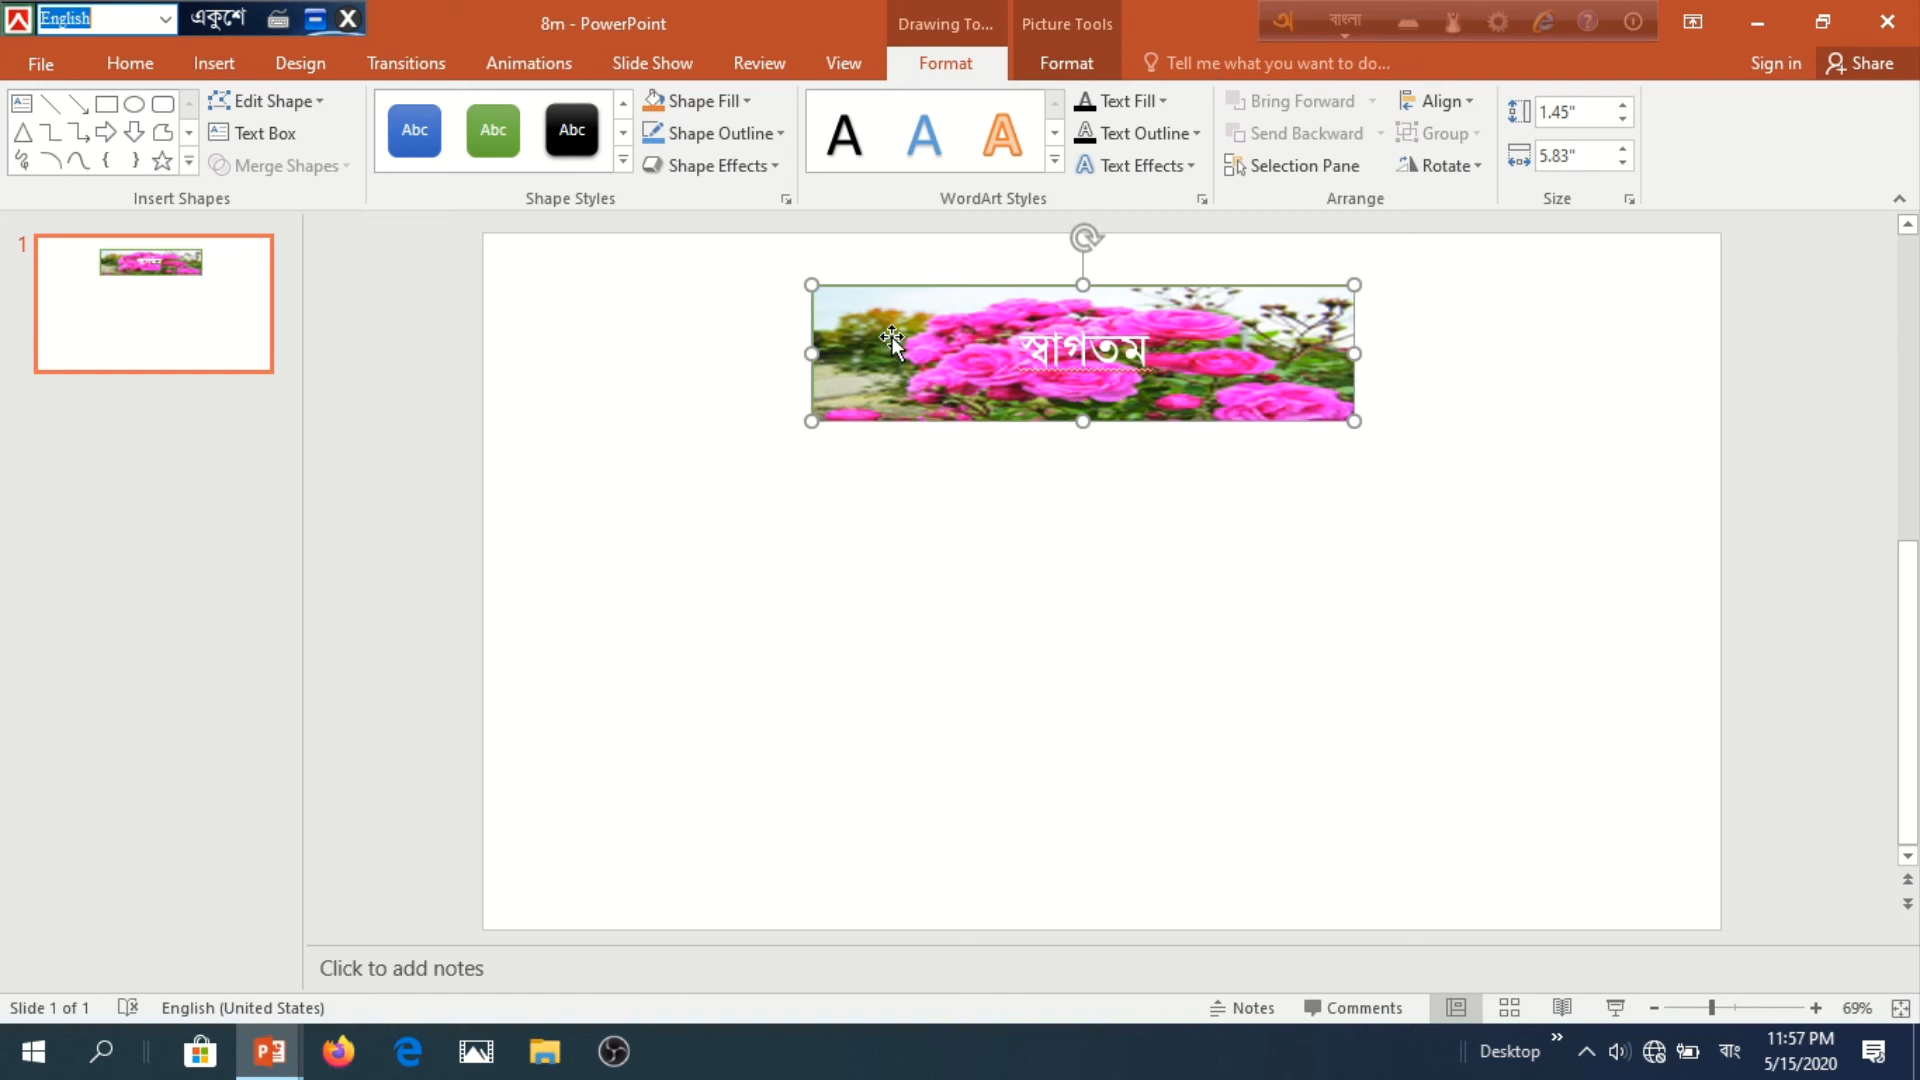 English
একুশে
8m - PowerPoint
Drawing To...
Picture Tools
বাংলা
File
Home
Insert
Design
Transitions
Animations
Slide Show
Review
View
Format
Format
Tell me what you want to do...
Sign in
Share
Edit Shape
Text Box
Merge Shapes
Insert Shapes
Abc
Abc
Abc
Shape Fill
Shape Outline
Shape Effects
Shape Styles
A
A
A
Text Fill
Text Outline
Text Effects
WordArt Styles
Bring Forward
Send Backward
Selection Pane
Align
Group
Rotate
Arrange
1.45"
5.83"
Size
1
স্বাগতম
স্বাগতম
Click to add notes
Slide 1 of 1
English (United States)
Notes
Comments
69%
Desktop
বাং
11:57 PM
5/15/2020